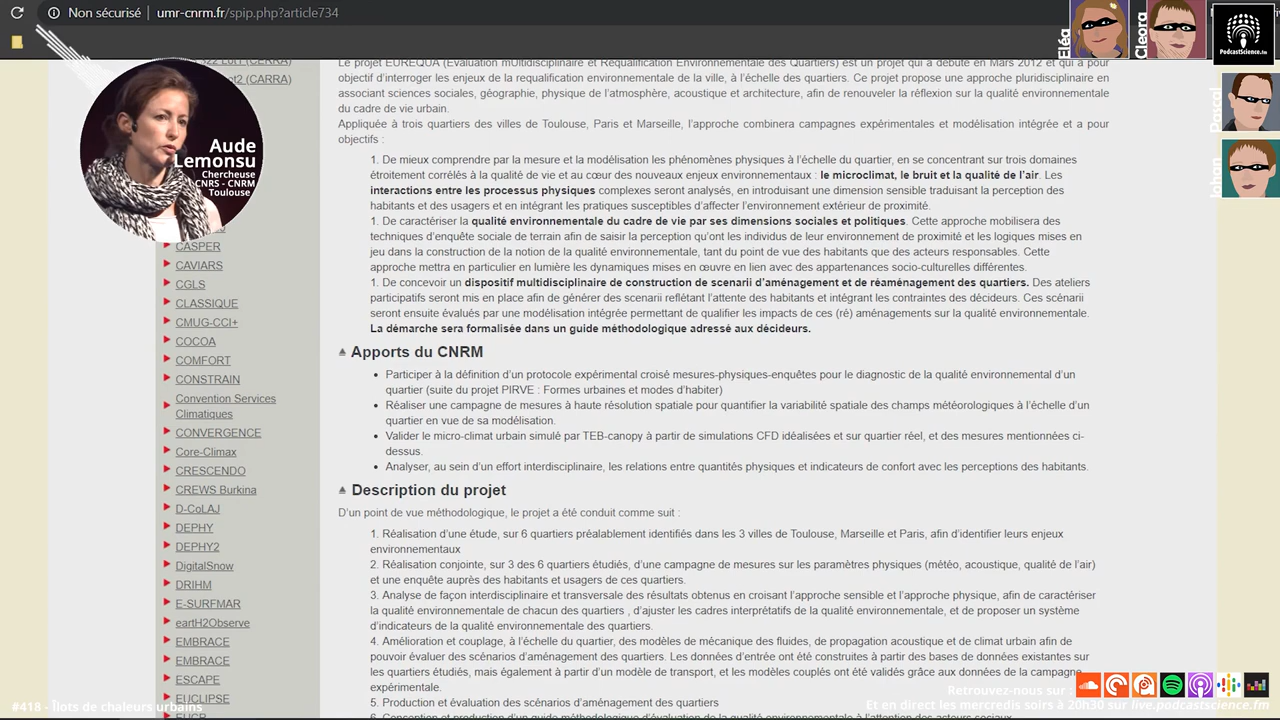 Non sécurisé
umr-cnrm.fr/spip.php?article734
Eléa
Cleora
PodcastScience.fm
Le projet EUREQUA (Evaluation mUltidisciplinaire et Requalification Environnementale des Quartiers) est un projet qui a débuté en Mars 2012 et qui a pour
objectif d'interroger les enjeux de la requalification environnementale de la ville, à l'échelle des quartiers. Ce projet propose une approche pluridisciplinaire en
associant sciences sociales, géographie, physique de l'atmosphère, acoustique et architecture, afin de renouveler la réflexion sur la qualité environnementale
du cadre de vie urbain.
Appliquée à trois quartiers des villes de Toulouse, Paris et Marseille, l'approche combinera campagnes expérimentales et modélisation intégrée et a pour
objectifs :
1. De mieux comprendre par la mesure et la modélisation les phénomènes physiques à l'échelle du quartier, en se concentrant sur trois domaines
étroitement corrélés à la qualité de vie et au cœur des nouveaux enjeux environnementaux : le microclimat, le bruit et la qualité de l'air. Les
interactions entre les processus physiques complexes sont analysés, en introduisant une dimension sensible traduisant la perception des
habitants et des usagers et en intégrant les pratiques susceptibles d'affecter l'environnement extérieur de proximité.
1. De caractériser la qualité environnementale du cadre de vie par ses dimensions sociales et politiques. Cette approche mobilisera des
techniques d'enquête sociale de terrain afin de saisir la perception qu'ont les individus de leur environnement de proximité et les logiques mises en
jeu dans la construction de la notion de la qualité environnementale, tant du point de vue des habitants que des acteurs responsables. Cette
approche mettra en particulier en lumière les dynamiques mises en œuvre en lien avec des appartenances socio-culturelles différentes.
1. De concevoir un dispositif multidisciplinaire de construction de scenarii d'aménagement et de réaménagement des quartiers. Des ateliers
participatifs seront mis en place afin de générer des scenarii reflétant l'attente des habitants et intégrant les contraintes des décideurs. Ces scénarii
seront ensuite évalués par une modélisation intégrée permettant de qualifier les impacts de ces (ré) aménagements sur la qualité environnementale.
La démarche sera formalisée dans un guide méthodologique adressé aux décideurs.
Apports du CNRM
Participer à la définition d'un protocole expérimental croisé mesures-physiques-enquêtes pour le diagnostic de la qualité environnemental d'un
quartier (suite du projet PIRVE : Formes urbaines et modes d'habiter)
Réaliser une campagne de mesures à haute résolution spatiale pour quantifier la variabilité spatiale des champs météorologiques à l'échelle d'un
quartier en vue de sa modélisation.
Valider le micro-climat urbain simulé par TEB-canopy à partir de simulations CFD idéalisées et sur quartier réel, et des mesures mentionnées ci-
dessus.
Analyser, au sein d'un effort interdisciplinaire, les relations entre quantités physiques et indicateurs de confort avec les perceptions des habitants.
Description du projet
D'un point de vue méthodologique, le projet a été conduit comme suit :
1. Réalisation d'une étude, sur 6 quartiers préalablement identifiés dans les 3 villes de Toulouse, Marseille et Paris, afin d'identifier leurs enjeux
environnementaux
2. Réalisation conjointe, sur 3 des 6 quartiers étudiés, d'une campagne de mesures sur les paramètres physiques (météo, acoustique, qualité de l'air)
et une enquête auprès des habitants et usagers de ces quartiers.
3. Analyse de façon interdisciplinaire et transversale des résultats obtenus en croisant l'approche sensible et l'approche physique, afin de caractériser
la qualité environnementale de chacun des quartiers , d'ajuster les cadres interprétatifs de la qualité environnementale, et de proposer un système
d'indicateurs de la qualité environnementale des quartiers.
4. Amélioration et couplage, à l'échelle du quartier, des modèles de mécanique des fluides, de propagation acoustique et de climat urbain afin de
pouvoir évaluer des scénarios d'aménagement des quartiers. Les données d'entrée ont été construites à partir des bases de données existantes sur
les quartiers étudiés, mais également à partir d'un modèle de transport, et les modèles couplés ont été validés grâce aux données de la campagne
expérimentale.
5. Production et évaluation des scénarios d'aménagement des quartiers
6. Conception et production d'un guide méthodologique d'évaluation de la qualité environnementale à l'attention des acteurs sociaux
(CERRA)
(CARRA)
Aude
Lemonsu
Chercheuse
CNRS - CNRM
Toulouse
CASPER
CAVIARS
CGLS
CLASSIQUE
CMUG-CCI+
COCOA
COMFORT
CONSTRAIN
Convention Services
Climatiques
CONVERGENCE
Core-Climax
CRESCENDO
CREWS Burkina
D-CoLAJ
DEPHY
DEPHY2
DigitalSnow
DRIHM
E-SURFMAR
eartH2Observe
EMBRACE
EMBRACE
ESCAPE
EUCLIPSE
EUCP
Pascal
Johan
#418 - Îlots de chaleurs urbains
Retrouvez-nous sur :
Et en direct les mercredis soirs à 20h30 sur live.podcastscience.fm